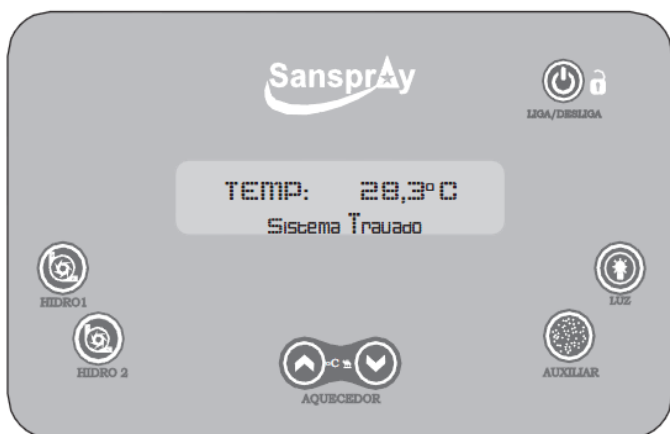 Sanspray
LIGA/DESLIGA
TEMP: 28,3°C
Sistema Travado
HIDRO1
LUZ
HIDRO 2
°C
AUXILIAR
AQUECEDOR